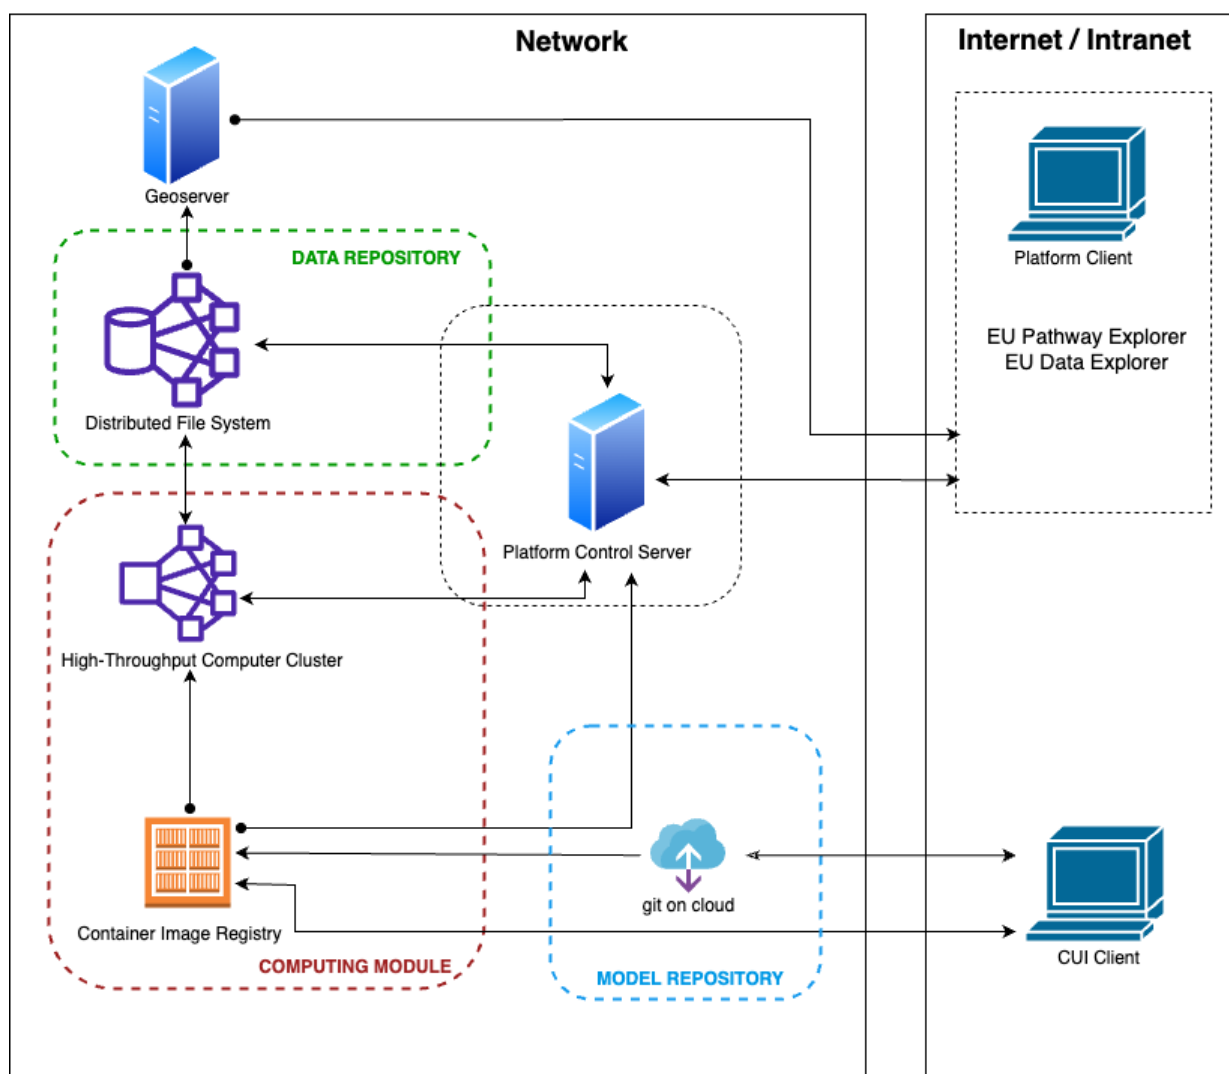 Network
Internet / Intranet
Geoserver
DATA REPOSITORY
Platform Client
EU Pathway Explorer
EU Data Explorer
Distributed File System
Platform Control Server
High-Throughput Computer Cluster
git on cloud
Container Image Registry
CUI Client
COMPUTING MODULE
MODEL REPOSITORY